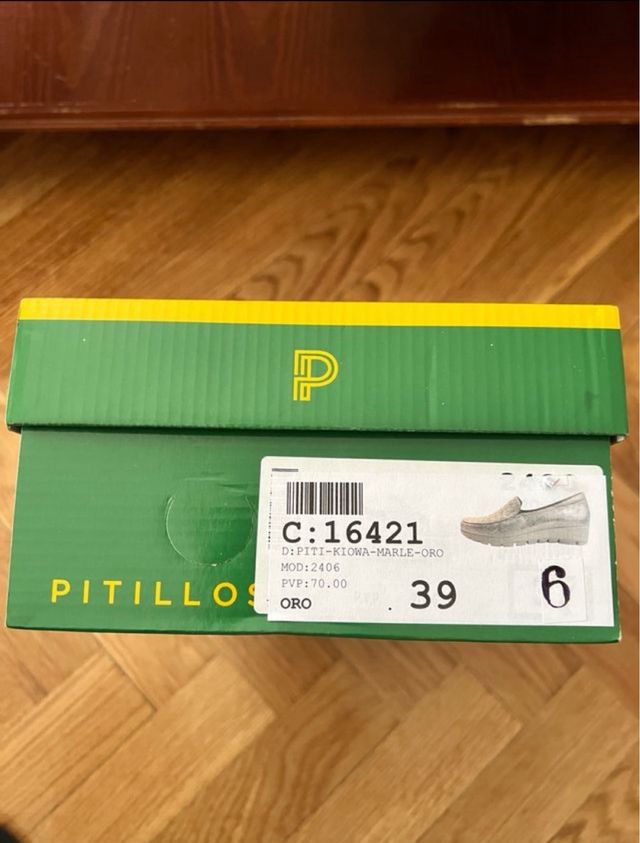 P
PITILLOS
C:16421
D:PITI-KIOWA-MARLE-ORO
MOD:2406
PVP:70.00
ORO
39
6